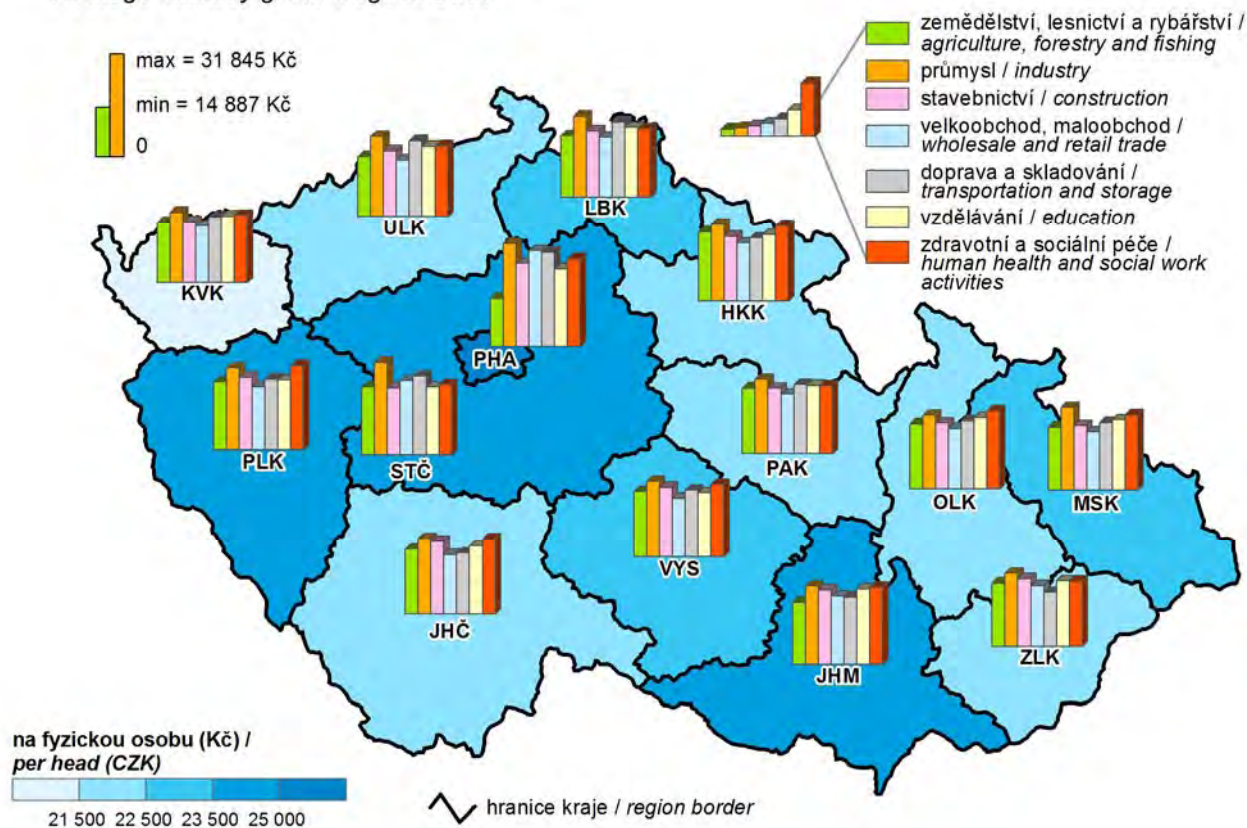 max = 31 845 Kč
min = 14 887 Kč
0
zemědělství, lesnictví a rybářství /
agriculture, forestry and fishing
průmysl / industry
stavebnictví / construction
velkoobchod, maloobchod /
wholesale and retail trade
doprava a skladování /
transportation and storage
vzdělávání / education
zdravotní a sociální péče /
human health and social work
activities
ULK
LBK
KVK
HKK
PHA
PLK
STČ
PAK
OLK
MSK
VYS
JHČ
JHM
ZLK
na fyzickou osobu (Kč) /
per head (CZK)
21 500 22 500 23 500 25 000
hranice kraje / region border